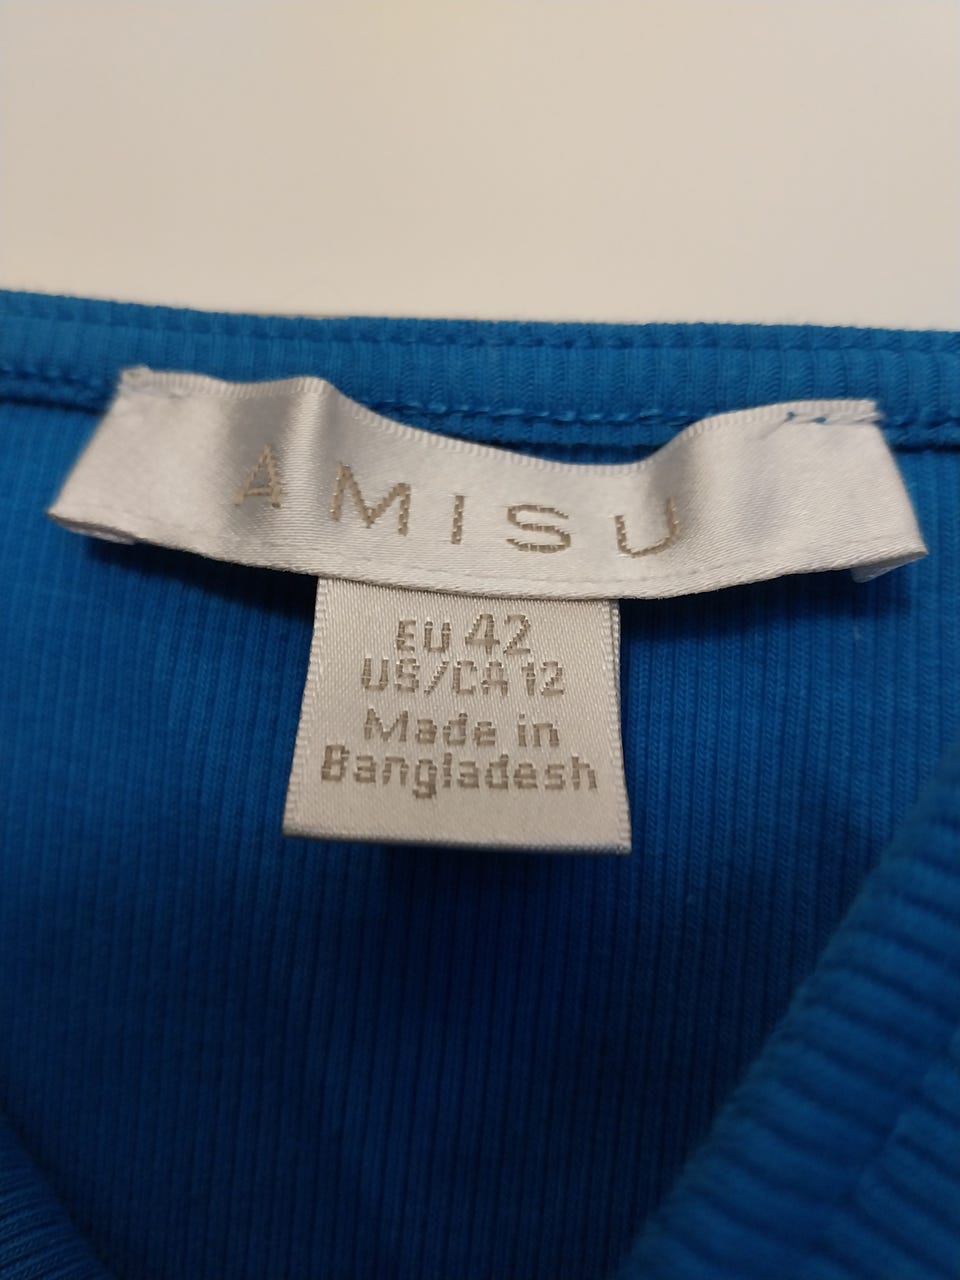 AMISU
EU 42
US/CA 12
Made in
Bangladesh